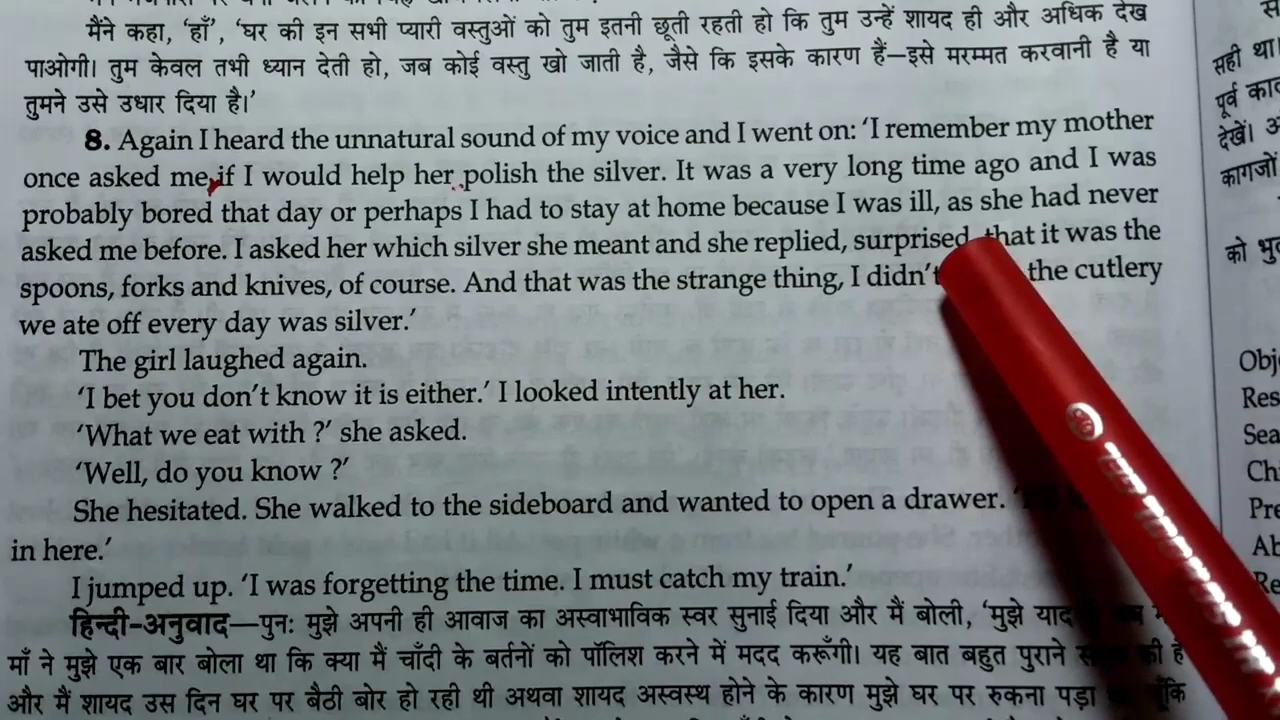 मैंने कहा, ‘हाँ’, ‘घर की इन सभी प्यारी वस्तुओं को तुम इतनी छूती रहती हो कि तुम उन्हें शायद ही और अधिक देख
पाओगी। तुम केवल तभी ध्यान देती हो, जब कोई वस्तु खो जाती है, जैसे कि इसके कारण हैं—इसे मरम्मत करवानी है या
तुमने उसे उधार दिया है।’
8. Again I heard the unnatural sound of my voice and I went on: ‘I remember my mother
once asked me, if I would help her polish the silver. It was a very long time ago and I was
probably bored that day or perhaps I had to stay at home because I was ill, as she had never
asked me before. I asked her which silver she meant and she replied, surprised, that it was the
spoons, forks and knives, of course. And that was the strange thing, I didn’t the cutlery
we ate off every day was silver.’
The girl laughed again.
‘I bet you don’t know it is either.’ I looked intently at her.
‘What we eat with ?’ she asked.
‘Well, do you know ?’
She hesitated. She walked to the sideboard and wanted to open a drawer.
in here.’
I jumped up. ‘I was forgetting the time. I must catch my train.’
हिन्दी-अनुवाद—पुनः मुझे अपनी ही आवाज का अस्वाभाविक स्वर सुनाई दिया और मैं बोली, ‘मुझे याद
माँ ने मुझे एक बार बोला था कि क्या मैं चाँदी के बर्तनों को पॉलिश करने में मदद करूँगी। यह बात बहुत पुराने की है
और मैं शायद उस दिन घर पर बैठी बोर हो रही थी अथवा शायद अस्वस्थ होने के कारण मुझे घर पर रुकना पड़ा
सही था।
पूर्व
देखें।
कागजों
को